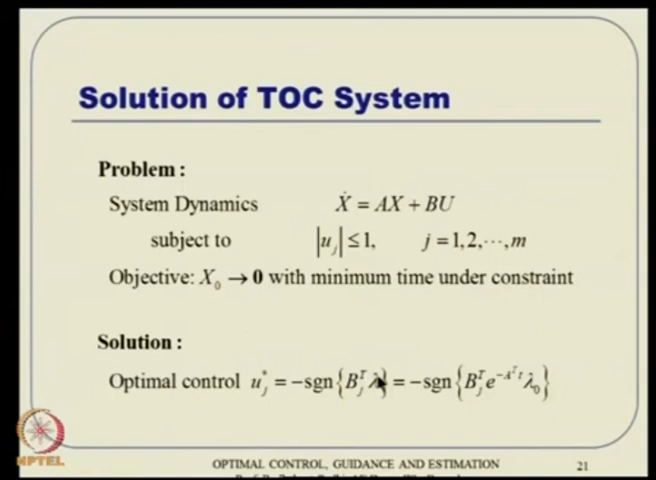 Solution of TOC System
Problem :
System Dynamics Ẋ = AX + BU
subject to |u_j| ≤ 1, j = 1,2,⋯,m
Objective: X₀ → 0 with minimum time under constraint
Solution :
Optimal control u_j^* = −sgn{B_j^T λ} = −sgn{B_j^T e^{−A^T t} λ₀}
NPTEL
OPTIMAL CONTROL, GUIDANCE AND ESTIMATION
21